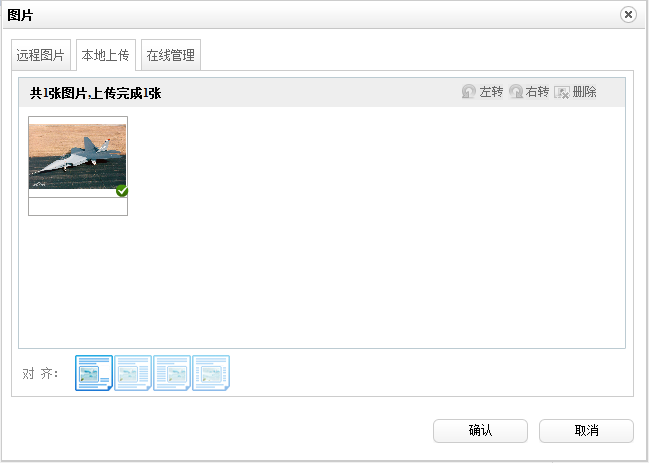 图片
远程图片 本地上传 在线管理
共1张图片,上传完成1张 左转 右转 删除
对 齐:
确认 取消